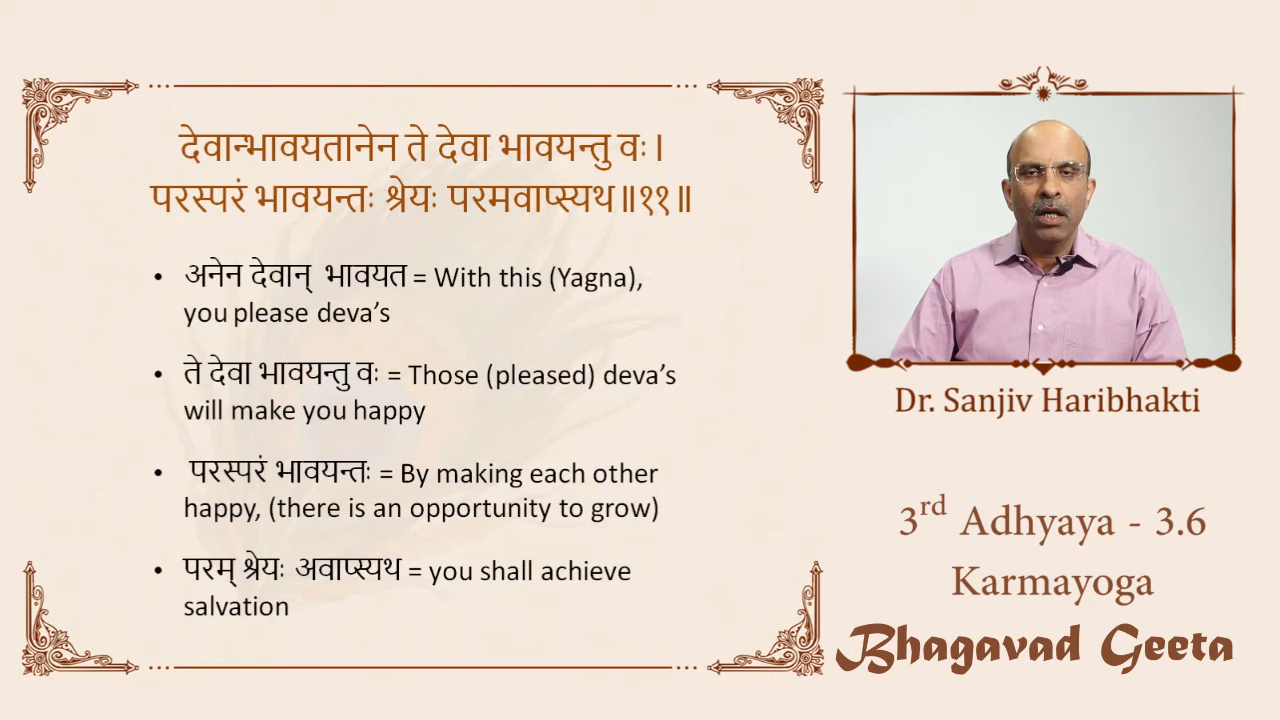 देवान्भावयतानेन ते देवा भावयन्तु वः ।
परस्परं भावयन्तः श्रेयः परमवाप्स्यथ॥११॥
• अनेन देवान् भावयत = With this (Yagna),
you please deva’s
• ते देवा भावयन्तु वः = Those (pleased) deva’s
will make you happy
• परस्परं भावयन्तः = By making each other
happy, (there is an opportunity to grow)
• परम् श्रेयः अवाप्स्यथ = you shall achieve
salvation
Dr. Sanjiv Haribhakti
3rd Adhyaya - 3.6
Karmayoga
Bhagavad Geeta